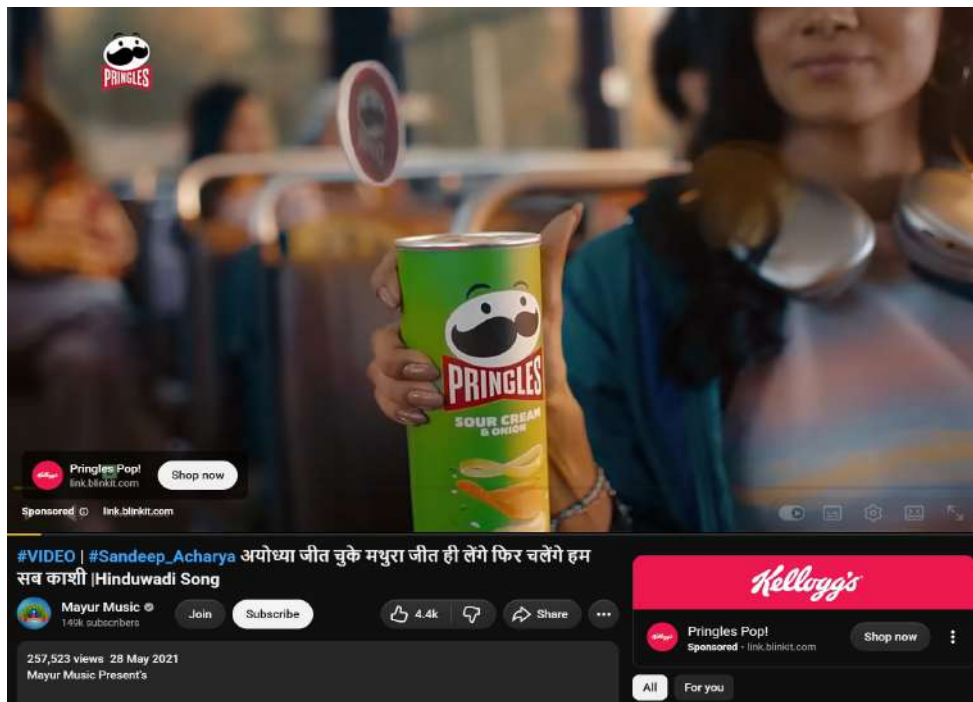 PRINGLES
PRINGLES
SOUR CREAM
& ONION
Pringles Pop!
link.blinkit.com
Shop now
Sponsored
link.blinkit.com
#VIDEO | #Sandeep_Acharya अयोध्या जीत चुके मथुरा जीत ही लेंगे फिर चलेंगे हम
सब काशी |Hinduwadi Song
Mayur Music
149k subscribers
Join
Subscribe
4.4k
Share
257,523 views 28 May 2021
Mayur Music Present's
Kellogg's
Kellogg's
Pringles Pop!
Sponsored · link.blinkit.com
Shop now
All
For you